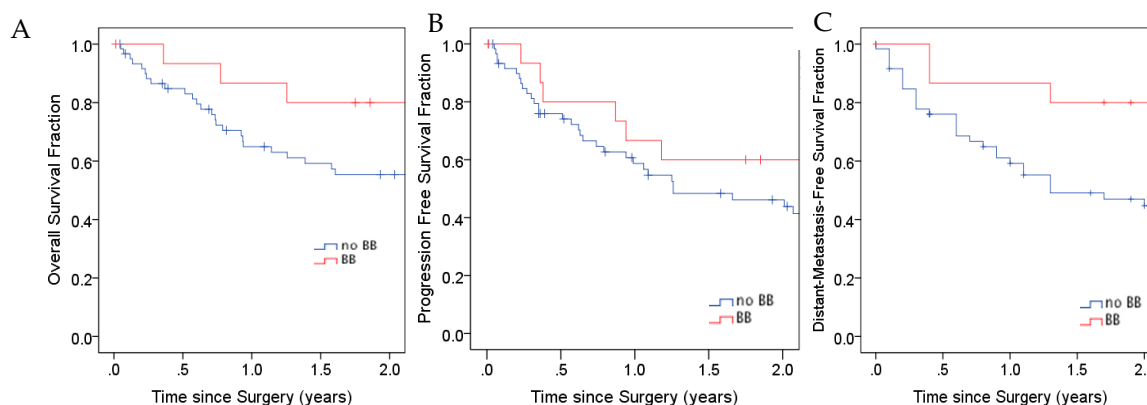 A
Overall Survival Fraction
1.0
0.8
0.6
0.4
0.2
0.0
no BB
BB
.0 .5 1.0 1.5 2.0
Time since Surgery (years)
B
Progression Free Survival Fraction
1.0
0.8
0.6
0.4
0.2
0.0
no BB
BB
.0 .5 1.0 1.5 2.0
Time since Surgery (years)
C
Distant-Metastasis-Free Survival Fraction
1.0
0.8
0.6
0.4
0.2
0.0
no BB
BB
.0 .5 1.0 1.5 2.0
Time since Surgery (years)